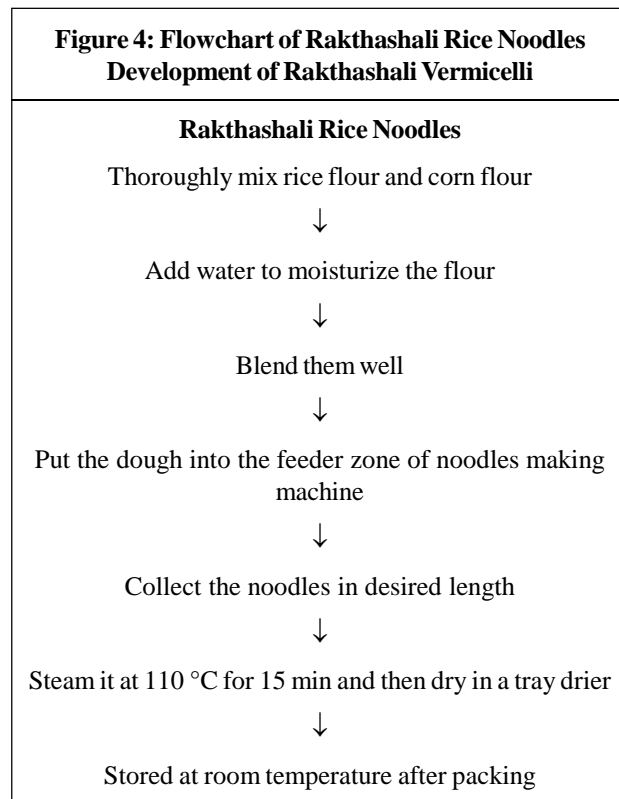 Figure 4: Flowchart of Rakthashali Rice Noodles
Development of Rakthashali Vermicelli
Rakthashali Rice Noodles
Thoroughly mix rice flour and corn flour
↓
Add water to moisturize the flour
↓
Blend them well
↓
Put the dough into the feeder zone of noodles making
machine
↓
Collect the noodles in desired length
↓
Steam it at 110 °C for 15 min and then dry in a tray drier
↓
Stored at room temperature after packing